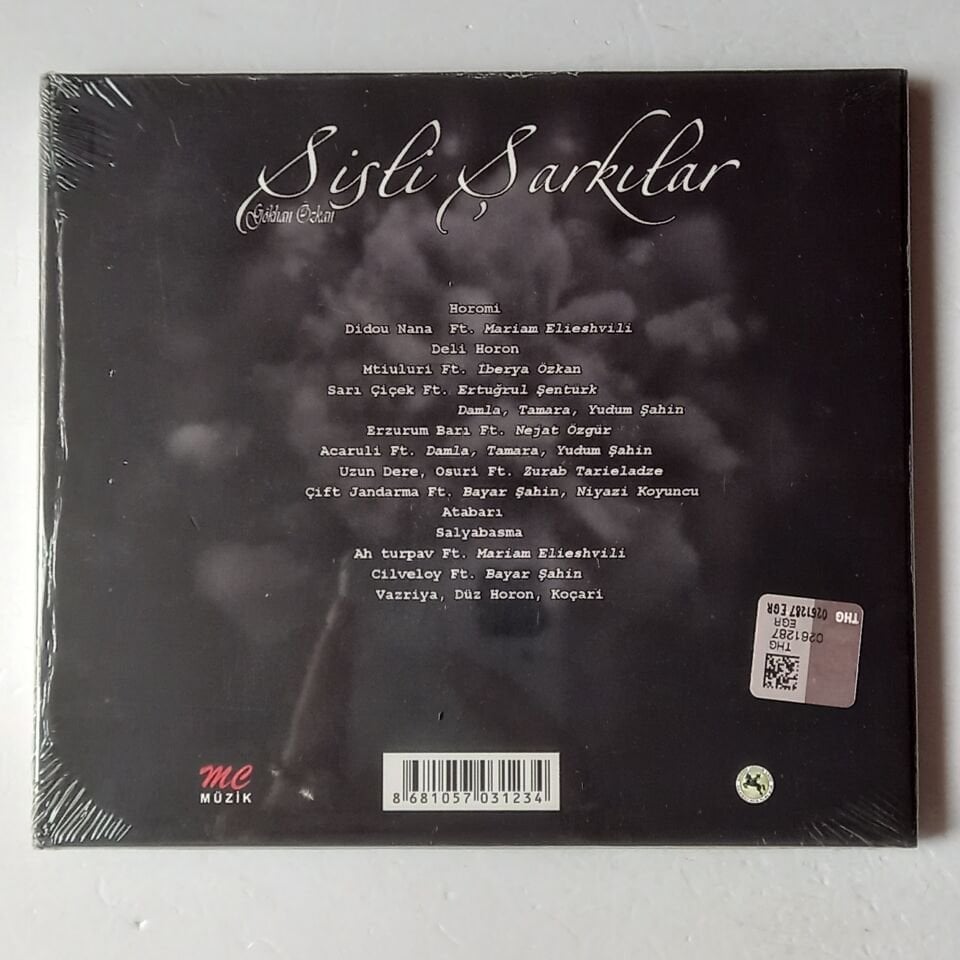 Sisli Şarkılar
Gökhan Özkan
Horomi
Didou Nana Ft. Mariam Elieshvili
Deli Horon
Mtiuluri Ft. İberya Özkan
Sarı Çiçek Ft. Ertuğrul Şentürk
Damla, Tamara, Yudum Şahin
Erzurum Barı Ft. Nejat Özgür
Acaruli Ft. Damla, Tamara, Yudum Şahin
Uzun Dere, Osuri Ft. Zurab Tarieladze
Çift Jandarma Ft. Bayar Şahin, Niyazi Koyuncu
Atabarı
Salyabasma
Ah turpav Ft. Mariam Elieshvili
Cilveloy Ft. Bayar Şahin
Vazriya, Düz Horon, Koçari
THG 0261287 EGR
THG
0261287
EGR
MC
MÜZİK
8 681057 031234